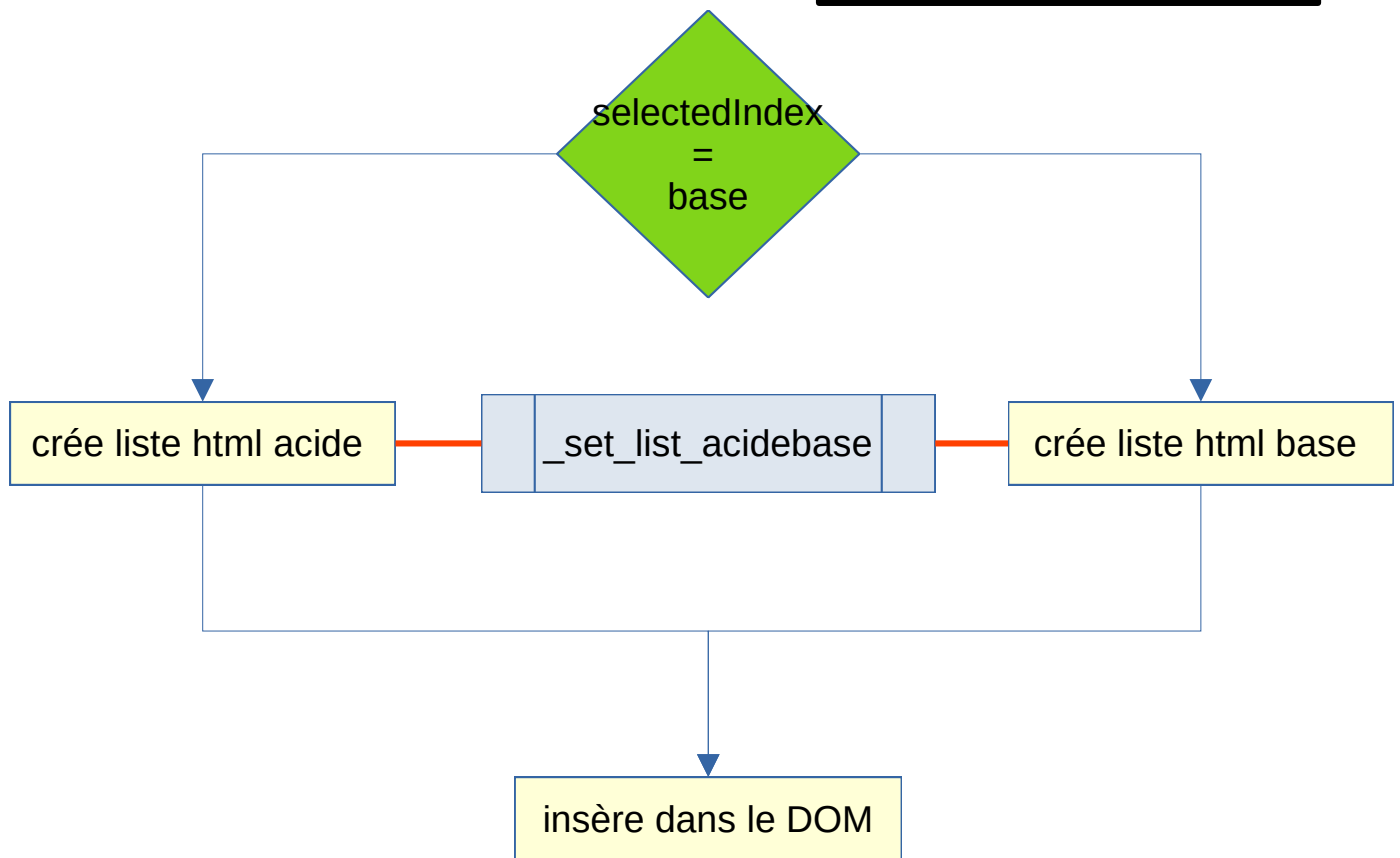 selectedIndex
=
base
crée liste html acide
_set_list_acidebase
crée liste html base
insère dans le DOM